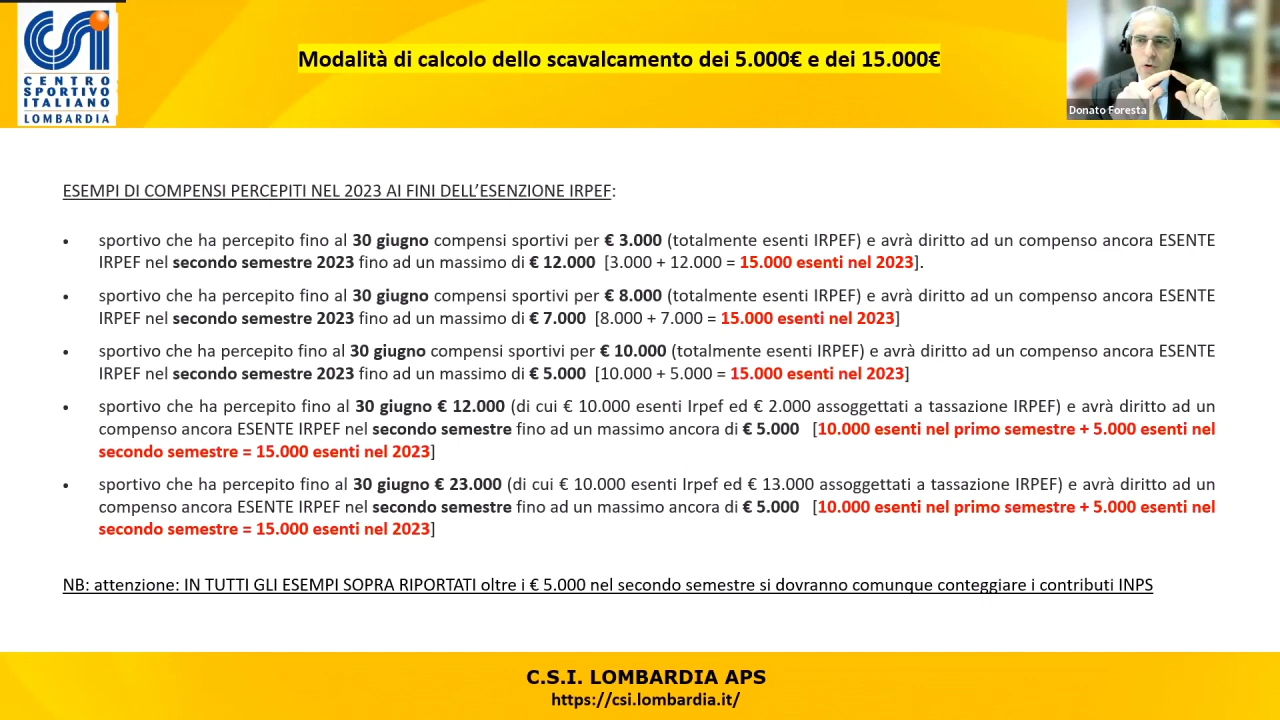 CENTRO
SPORTIVO
ITALIANO
LOMBARDIA
Modalità di calcolo dello scavalcamento dei 5.000€ e dei 15.000€
Donato Foresta
ESEMPI DI COMPENSI PERCEPITI NEL 2023 AI FINI DELL’ESENZIONE IRPEF:
• sportivo che ha percepito fino al 30 giugno compensi sportivi per € 3.000 (totalmente esenti IRPEF) e avrà diritto ad un compenso ancora ESENTE
IRPEF nel secondo semestre 2023 fino ad un massimo di € 12.000 [3.000 + 12.000 = 15.000 esenti nel 2023].
• sportivo che ha percepito fino al 30 giugno compensi sportivi per € 8.000 (totalmente esenti IRPEF) e avrà diritto ad un compenso ancora ESENTE
IRPEF nel secondo semestre 2023 fino ad un massimo di € 7.000 [8.000 + 7.000 = 15.000 esenti nel 2023]
• sportivo che ha percepito fino al 30 giugno compensi sportivi per € 10.000 (totalmente esenti IRPEF) e avrà diritto ad un compenso ancora ESENTE
IRPEF nel secondo semestre 2023 fino ad un massimo di € 5.000 [10.000 + 5.000 = 15.000 esenti nel 2023]
• sportivo che ha percepito fino al 30 giugno € 12.000 (di cui € 10.000 esenti Irpef ed € 2.000 assoggettati a tassazione IRPEF) e avrà diritto ad un
compenso ancora ESENTE IRPEF nel secondo semestre fino ad un massimo ancora di € 5.000 [10.000 esenti nel primo semestre + 5.000 esenti nel
secondo semestre = 15.000 esenti nel 2023]
• sportivo che ha percepito fino al 30 giugno € 23.000 (di cui € 10.000 esenti Irpef ed € 13.000 assoggettati a tassazione IRPEF) e avrà diritto ad un
compenso ancora ESENTE IRPEF nel secondo semestre fino ad un massimo ancora di € 5.000 [10.000 esenti nel primo semestre + 5.000 esenti nel
secondo semestre = 15.000 esenti nel 2023]
NB: attenzione: IN TUTTI GLI ESEMPI SOPRA RIPORTATI oltre i € 5.000 nel secondo semestre si dovranno comunque conteggiare i contributi INPS
C.S.I. LOMBARDIA APS
https://csi.lombardia.it/